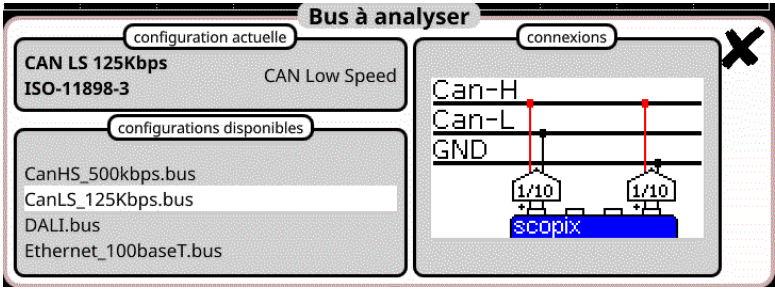 Bus à analyser
configuration actuelle
CAN LS 125Kbps
ISO-11898-3
CAN Low Speed
configurations disponibles
CanHS_500kbps.bus
CanLS_125Kbps.bus
DALI.bus
Ethernet_100baseT.bus
connexions
Can-H
Can-L
GND
1/10
1/10
+
+
scopix